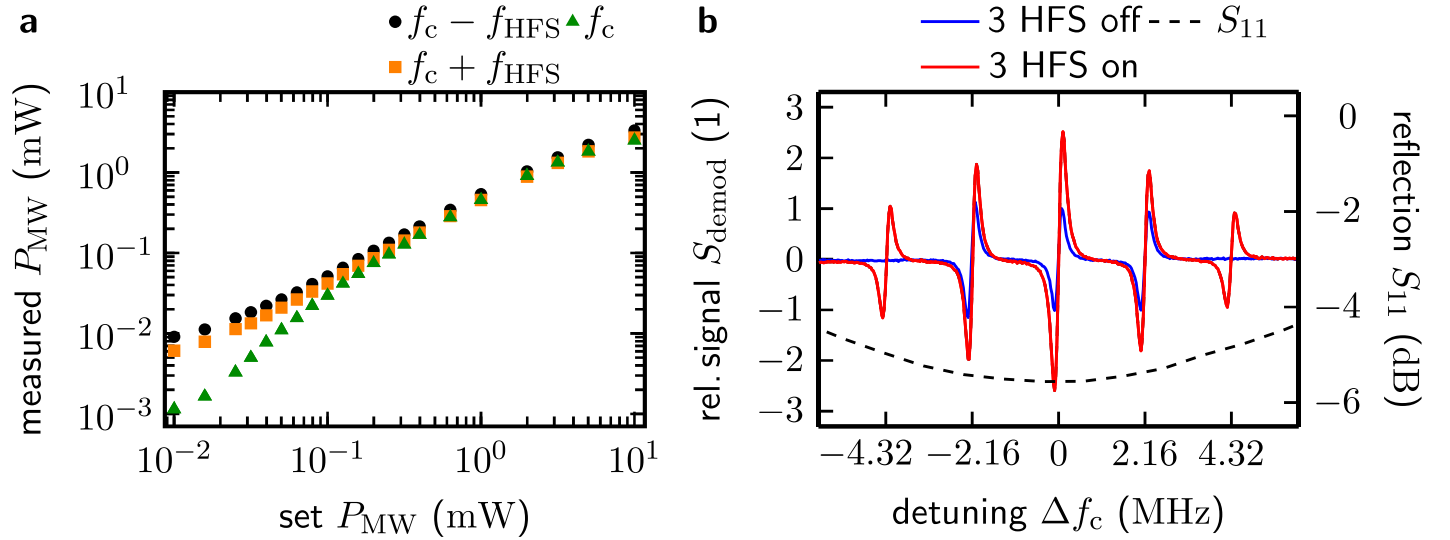 a
f_c − f_HFS f_c
f_c + f_HFS
measured P_MW (mW)
10^1
10^0
10^−1
10^−2
10^−3
10^−2 10^−1 10^0 10^1
set P_MW (mW)
b
3 HFS off S_11
3 HFS on
rel. signal S_demod (1)
3
2
1
0
−1
−2
−3
−4.32 −2.16 0 2.16 4.32
detuning Δf_c (MHz)
0
−2
−4
−6
reflection S_11 (dB)